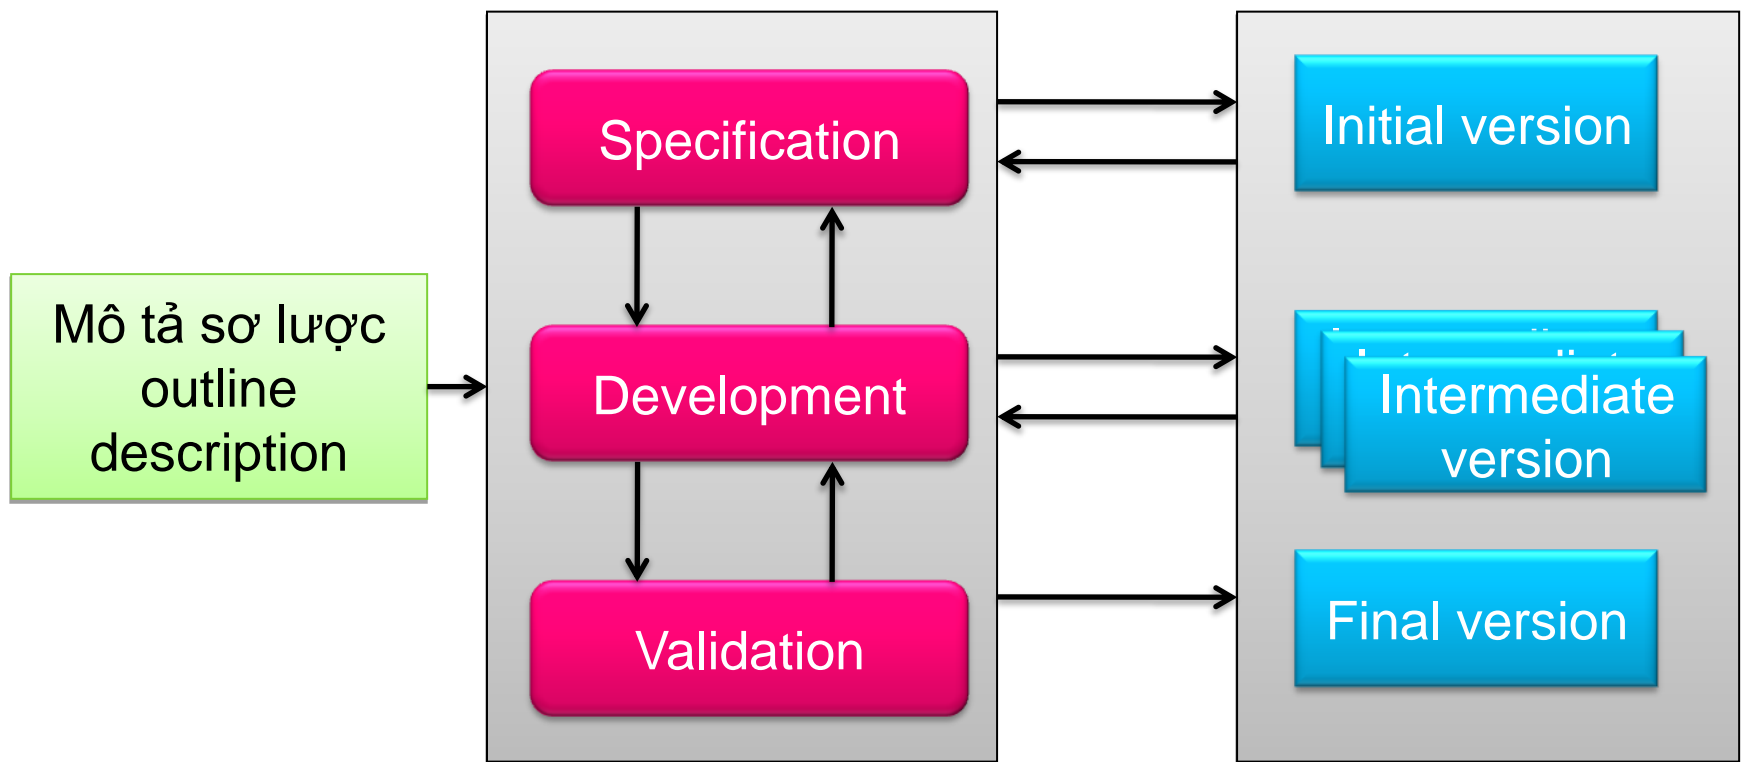 Specification
Initial version
Mô tả sơ lược
outline
description
Development
Intermediate
version
Validation
Final version